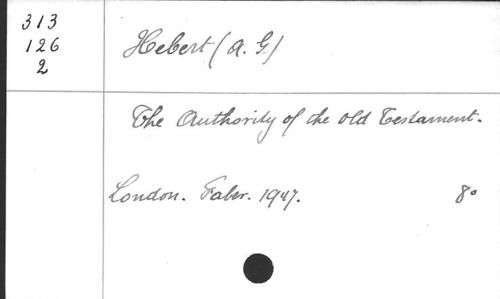 313
126
2
Hebert (A. G.)
The Authority of the Old Testament.
London. Faber. 1947. 8°